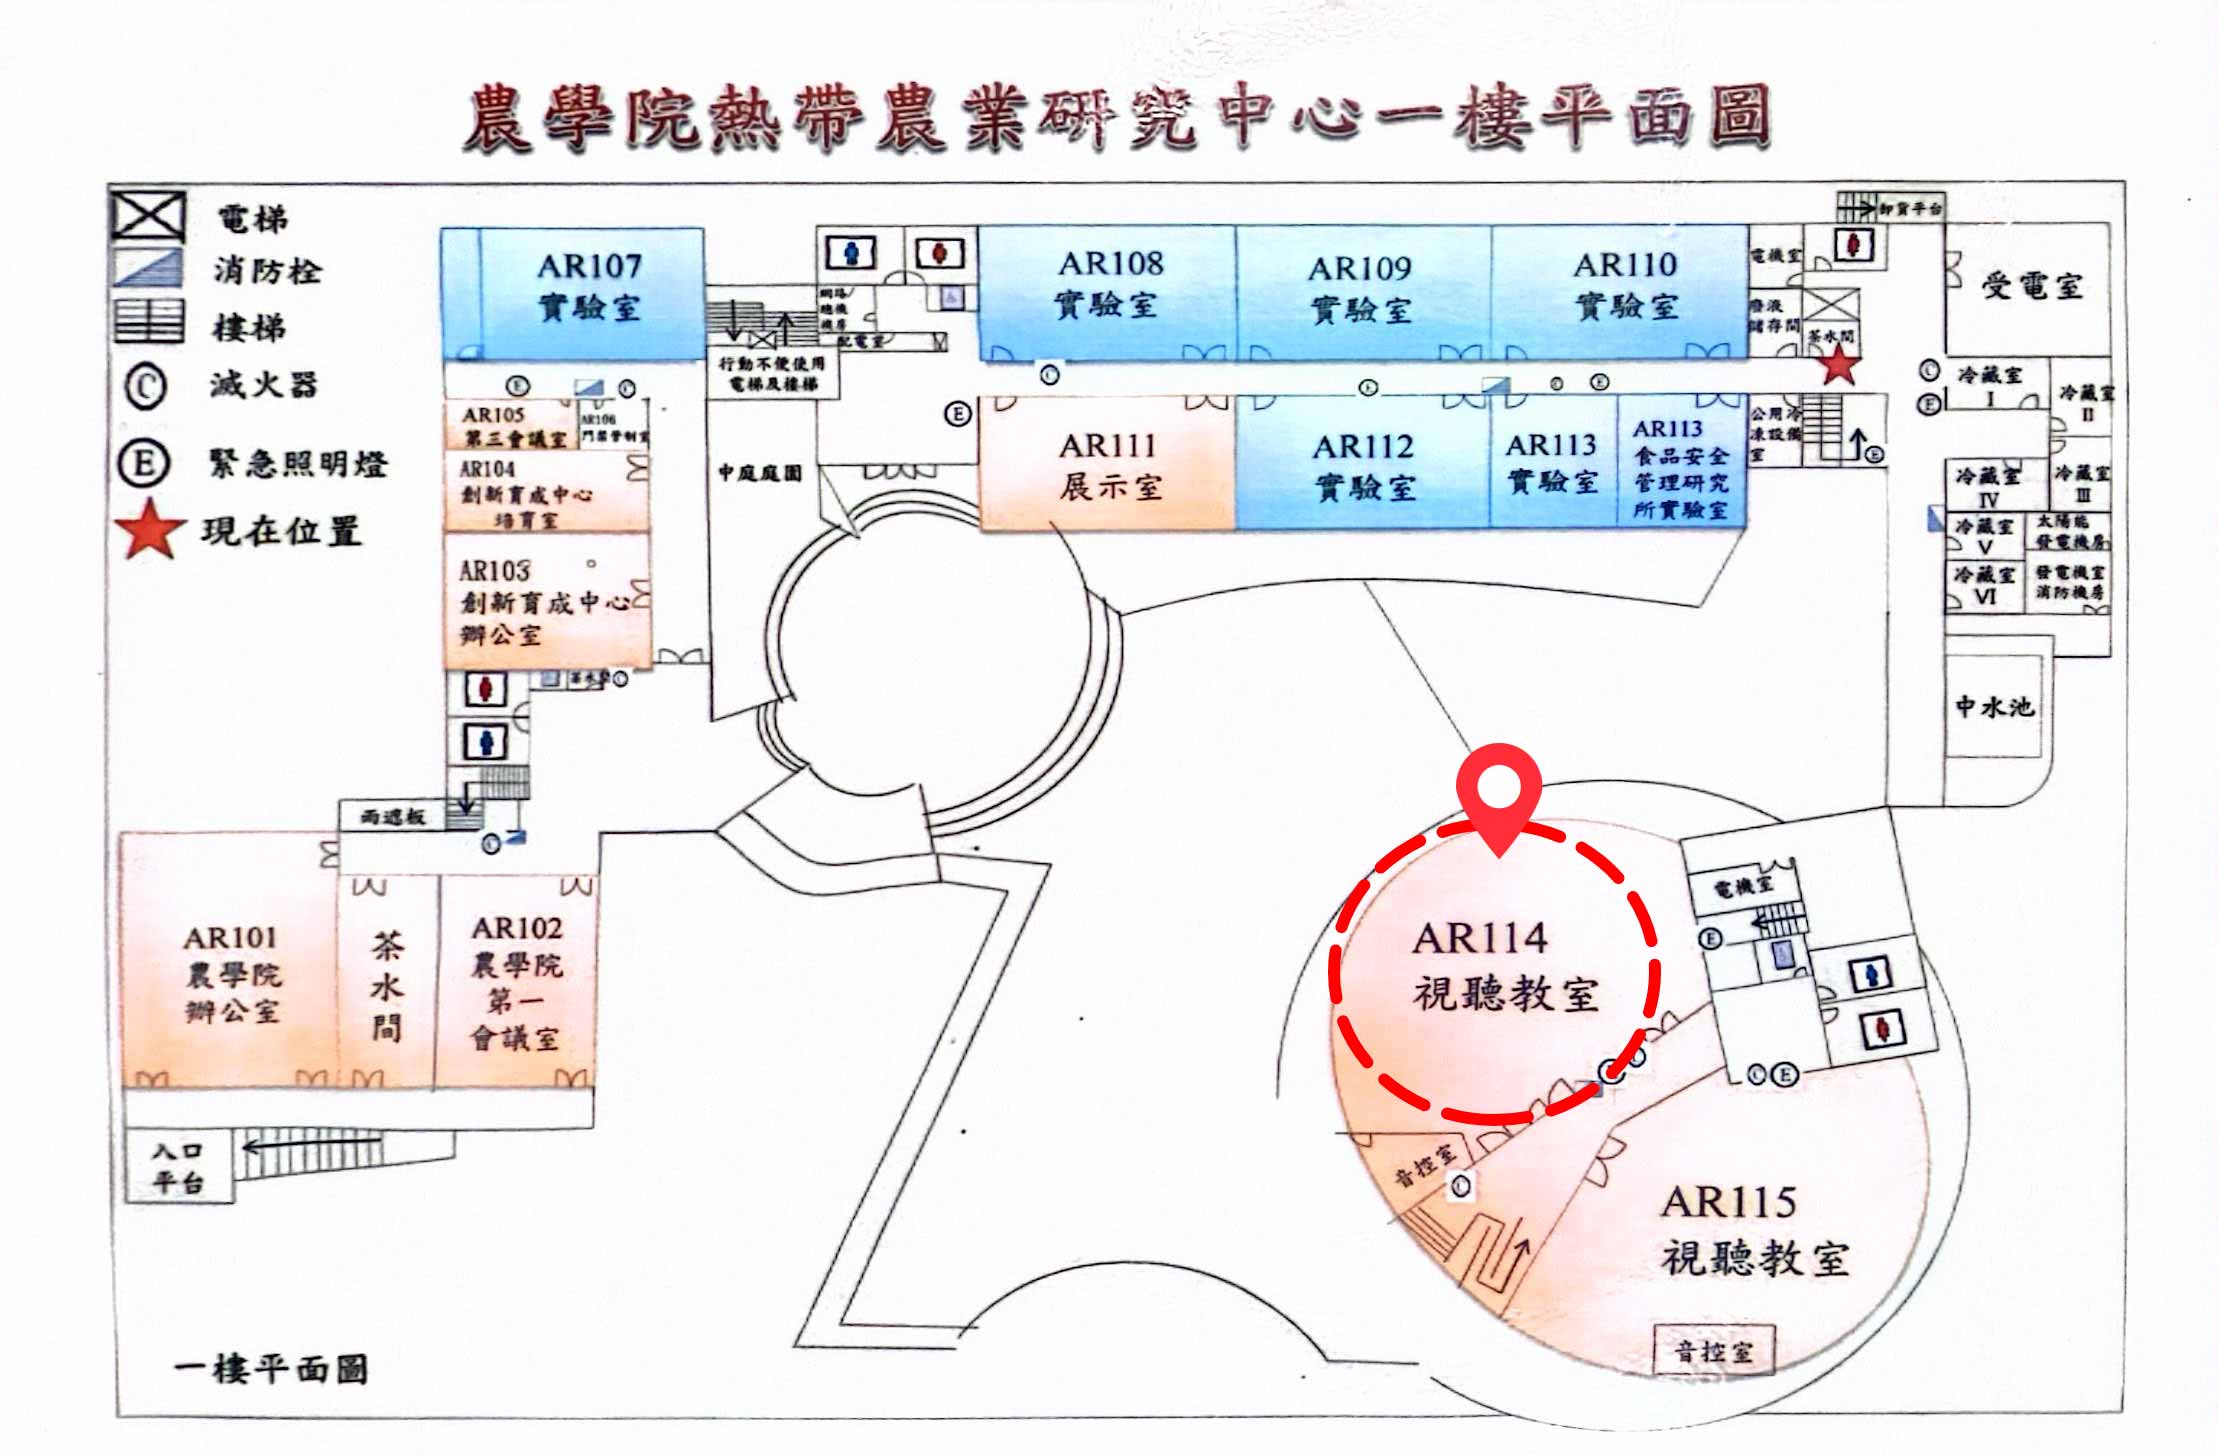 農學院熱帶農業研究中心一樓平面圖
電梯
消防栓
樓梯
C
滅火器
E
緊急照明燈
現在位置
AR107
實驗室
網路/
總機
機房
配電室
行動不便使用
電梯及樓梯
AR108
實驗室
AR109
實驗室
AR110
實驗室
電機室
廢液
儲存間
茶水間
卸貨平台
受電室
E
C
C
E
C
E
E
C
E
AR105
第三會議室
AR106
門禁管制室
AR104
創新育成中心
培育室
AR103
創新育成中心
辦公室
茶水間
C
中庭庭園
AR111
展示室
AR112
實驗室
AR113
實驗室
AR113
食品安全
管理研究
所實驗室
公用冷
凍設備
室
E
C
冷藏室
I
冷藏室
II
冷藏室
III
冷藏室
IV
冷藏室
V
冷藏室
VI
太陽能
發電機房
發電機室
消防機房
中水池
雨遮板
C
AR101
農學院
辦公室
茶
水
間
AR102
農學院
第一
會議室
入口
平台
AR114
視聽教室
電機室
E
C
C
C
E
音控室
C
AR115
視聽教室
音控室
一樓平面圖